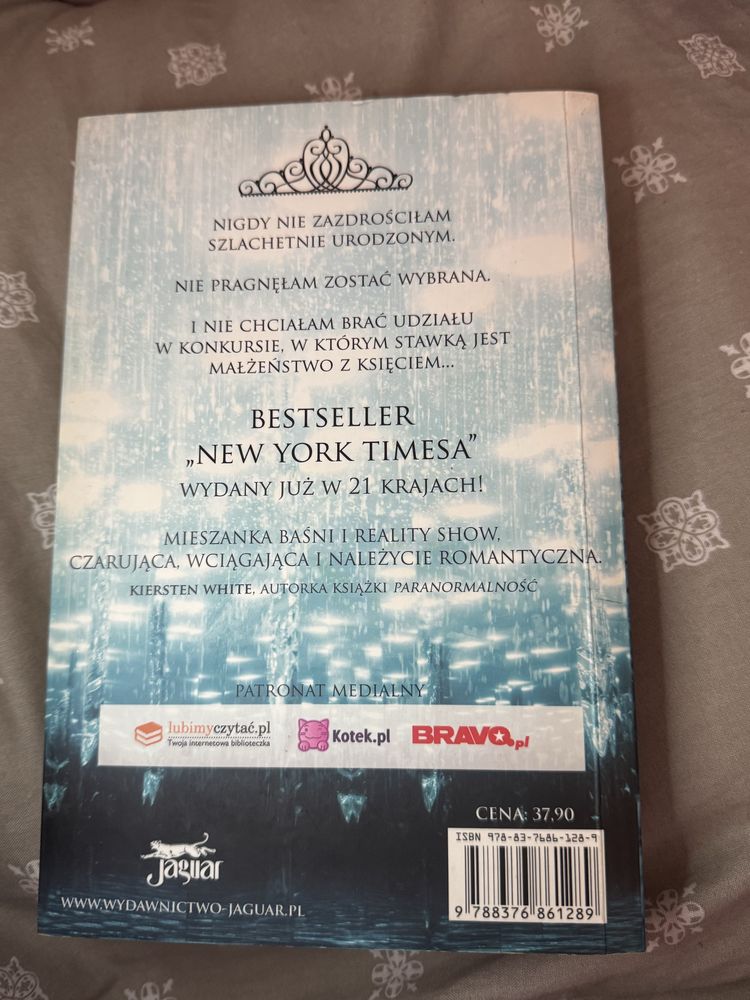 NIGDY NIE ZAZDROŚCIŁAM
SZLACHETNIE URODZONYM.
NIE PRAGNĘŁAM ZOSTAĆ WYBRANA.
I NIE CHCIAŁAM BRAĆ UDZIAŁU
W KONKURSIE, W KTÓRYM STAWKĄ JEST
MAŁŻEŃSTWO Z KSIĘCIEM...
BESTSELLER
„NEW YORK TIMESA”
WYDANY JUŻ W 21 KRAJACH!
MIESZANKA BAŚNI I REALITY SHOW,
CZARUJĄCA, WCIĄGAJĄCA I NALEŻYCIE ROMANTYCZNA.
KIERSTEN WHITE, AUTORKA KSIĄŻKI PARANORMALNOŚĆ
PATRONAT MEDIALNY
lubimyczytać.pl
Twoja internetowa biblioteczka
Kotek.pl
BRAVO.pl
CENA: 37,90
ISBN 978-83-7686-128-9
9 788376 861289
Jaguar
WWW.WYDAWNICTWO-JAGUAR.PL